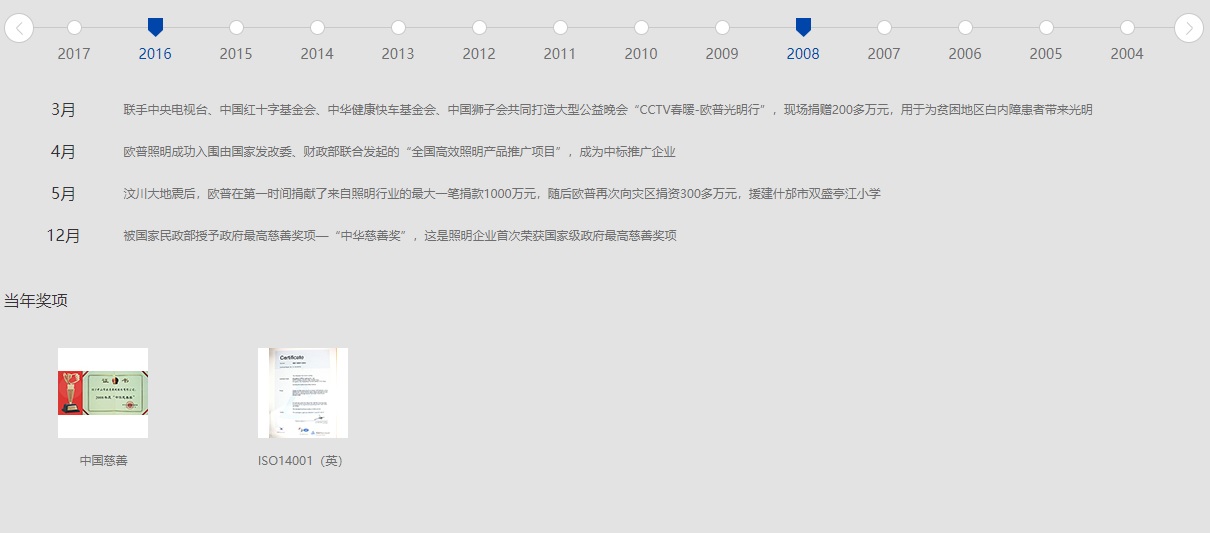 2017 2016 2015 2014 2013 2012 2011 2010 2009 2008 2007 2006 2005 2004
3月 联手中央电视台、中国红十字基金会、中华健康快车基金会、中国狮子会共同打造大型公益晚会“CCTV春暖-欧普光明行”，现场捐赠200多万元，用于为贫困地区白内障患者带来光明
4月 欧普照明成功入围由国家发改委、财政部联合发起的“全国高效照明产品推广项目”，成为中标推广企业
5月 汶川大地震后，欧普在第一时间捐献了来自照明行业的最大一笔捐款1000万元，随后欧普再次向灾区捐资300多万元，援建什邡市双盛亭江小学
12月 被国家民政部授予政府最高慈善奖项—“中华慈善奖”，这是照明企业首次荣获国家级政府最高慈善奖项
当年奖项
证 书
Certificate
中国慈善
ISO14001（英）